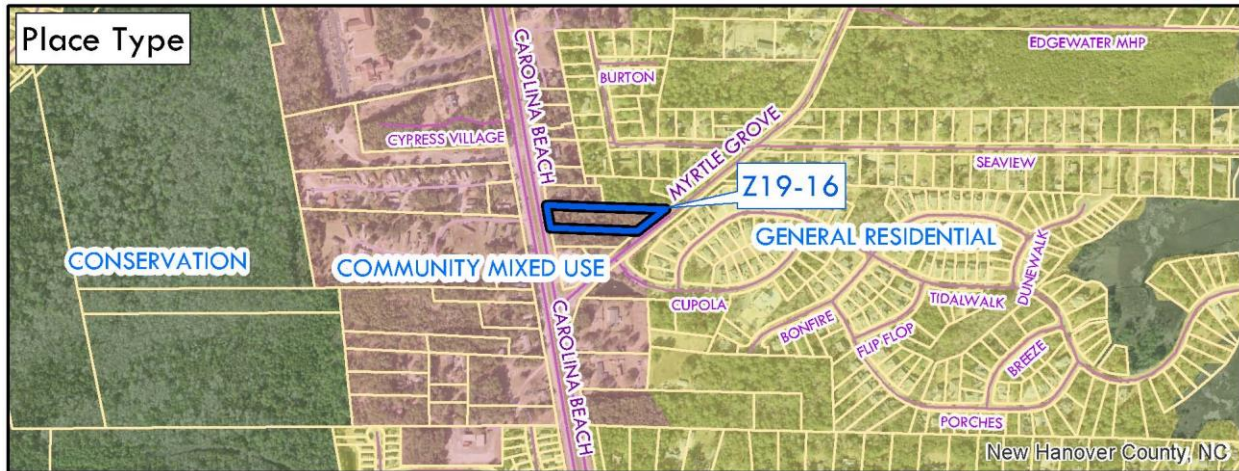 Place Type
EDGEWATER MHP
CAROLINA BEACH
BURTON
CYPRESS VILLAGE
MYRTLE GROVE
SEAVIEW
Z19-16
CONSERVATION
COMMUNITY MIXED USE
GENERAL RESIDENTIAL
DUNEWALK
CUPOLA
TIDALWALK
BONFIRE
FLIP FLOP
BREEZE
CAROLINA BEACH
PORCHES
New Hanover County, NC